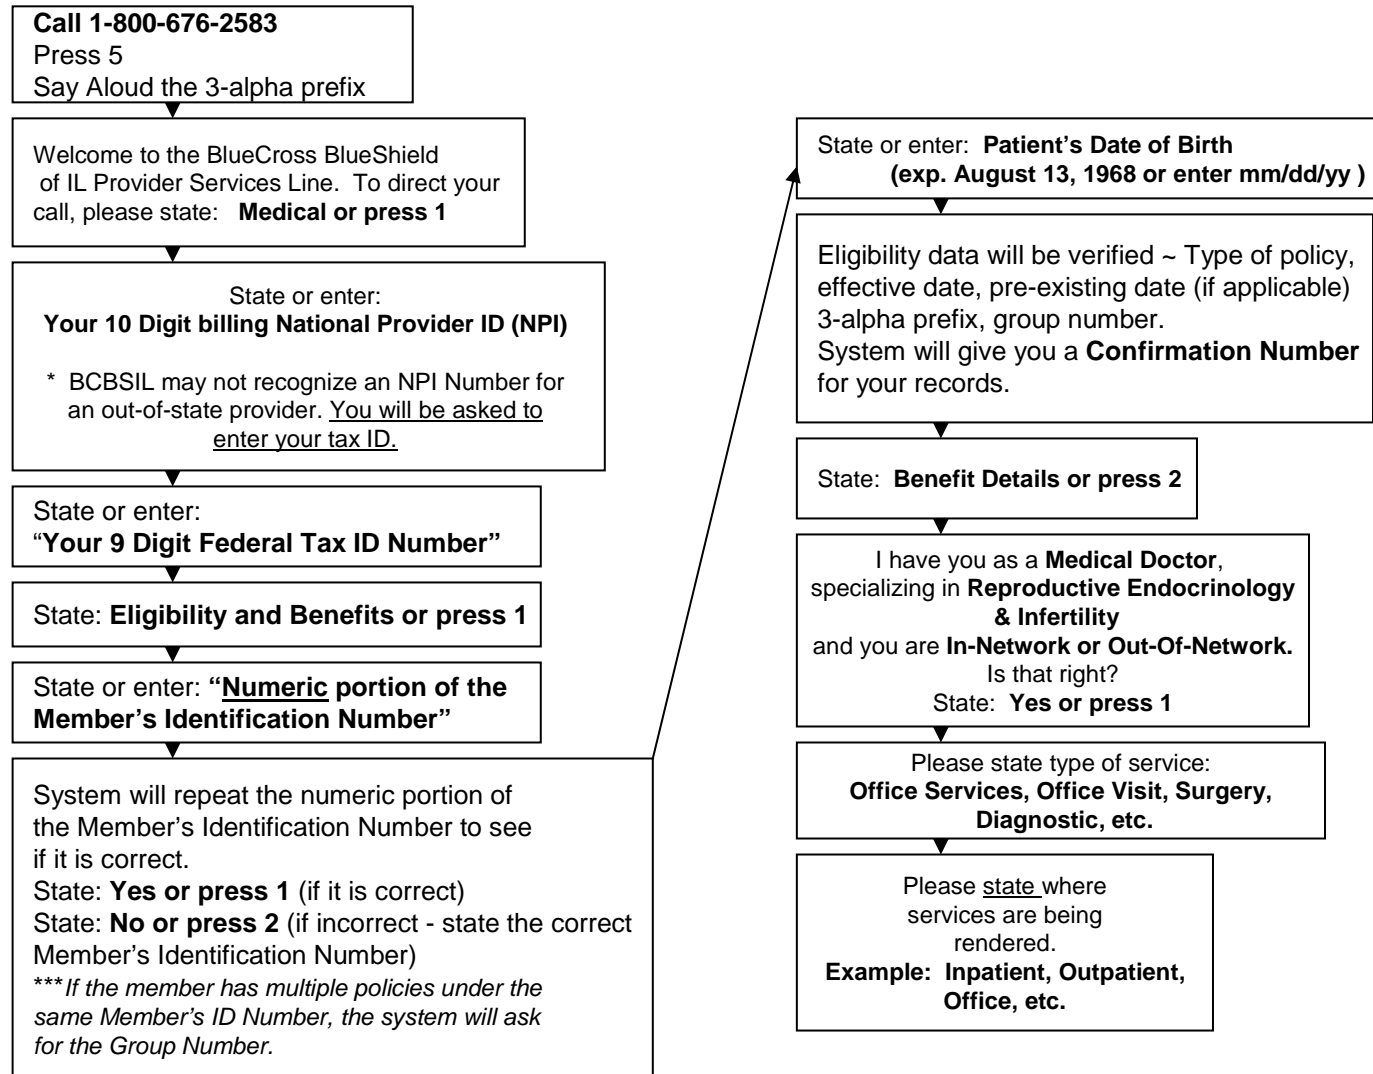 Call 1-800-676-2583
Press 5
Say Aloud the 3-alpha prefix
Welcome to the BlueCross BlueShield
of IL Provider Services Line.  To direct your
call, please state:   Medical or press 1
State or enter:
Your 10 Digit billing National Provider ID (NPI)
*  BCBSIL may not recognize an NPI Number for
an out-of-state provider. You will be asked to
enter your tax ID.
State or enter:
“Your 9 Digit Federal Tax ID Number”
State: Eligibility and Benefits or press 1
State or enter: “Numeric portion of the
Member’s Identification Number”
System will repeat the numeric portion of
the Member’s Identification Number to see
if it is correct.
State: Yes or press 1 (if it is correct)
State: No or press 2 (if incorrect - state the correct
Member’s Identification Number)
***If the member has multiple policies under the
same Member’s ID Number, the system will ask
for the Group Number.
State or enter:  Patient’s Date of Birth
(exp. August 13, 1968 or enter mm/dd/yy )
Eligibility data will be verified ~ Type of policy,
effective date, pre-existing date (if applicable)
3-alpha prefix, group number.
System will give you a Confirmation Number
for your records.
State:  Benefit Details or press 2
I have you as a Medical Doctor,
specializing in Reproductive Endocrinology
& Infertility
and you are In-Network or Out-Of-Network.
Is that right?
State:  Yes or press 1
Please state type of service:
Office Services, Office Visit, Surgery,
Diagnostic, etc.
Please state where
services are being
rendered.
Example:  Inpatient, Outpatient,
Office, etc.